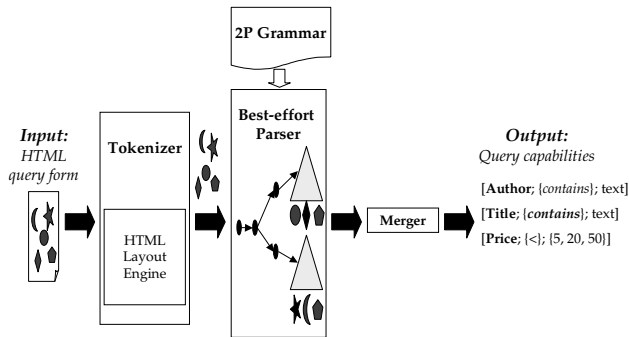 2P Grammar
Input:
HTML
query form
Tokenizer
HTML
Layout
Engine
Best-effort
Parser
Merger
Output:
Query capabilities
[Author; {contains}; text]
[Title; {contains}; text]
[Price; {<}; {5, 20, 50}]